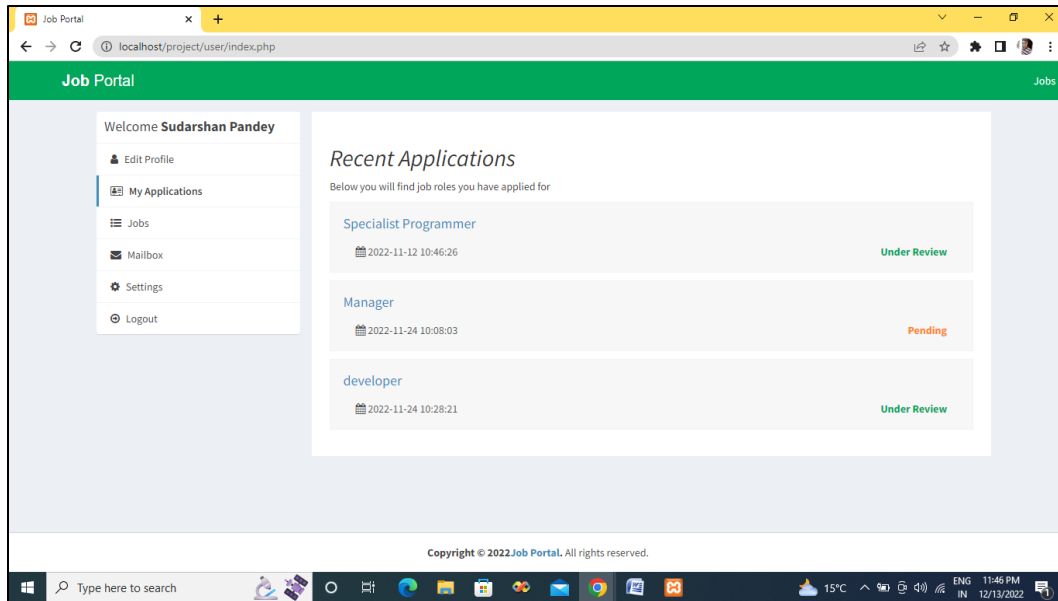 Job Portal
localhost/project/user/index.php
Job Portal
Jobs
Welcome Sudarshan Pandey
Edit Profile
My Applications
Jobs
Mailbox
Settings
Logout
Recent Applications
Below you will find job roles you have applied for
Specialist Programmer
2022-11-12 10:46:26
Under Review
Manager
2022-11-24 10:08:03
Pending
developer
2022-11-24 10:28:21
Under Review
Copyright © 2022Job Portal. All rights reserved.
Type here to search
15°C
ENG
IN
11:46 PM
12/13/2022
1